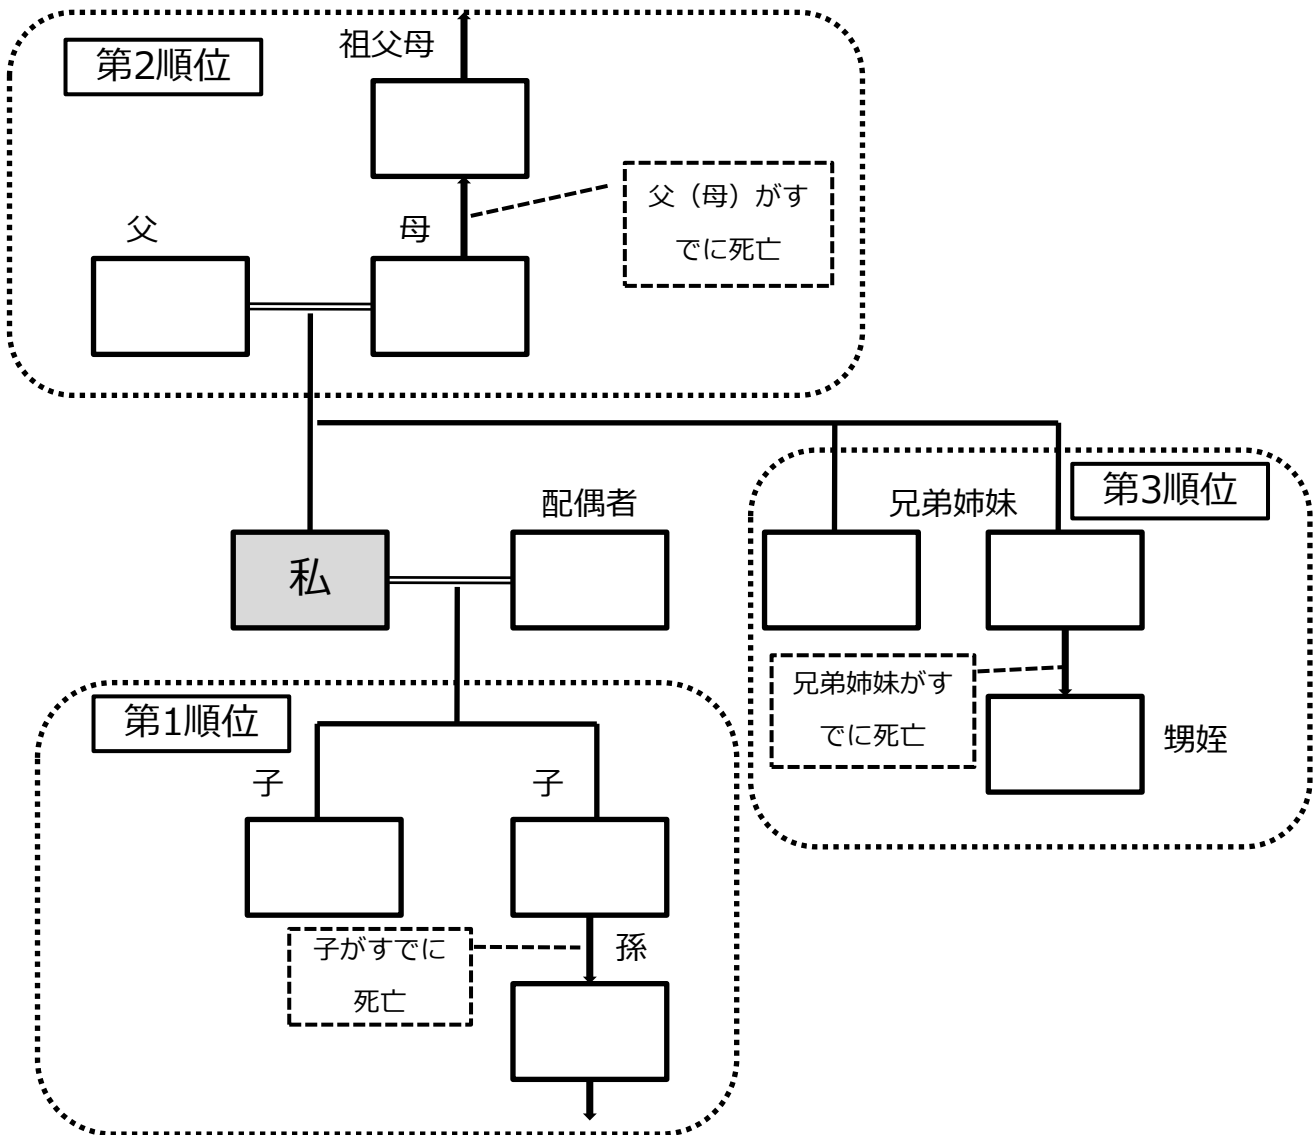 祖父母
第2順位
父（母）がす
でに死亡
父
母
配偶者
兄弟姉妹
第3順位
私
兄弟姉妹がす
でに死亡
甥姪
第1順位
子
子
子がすでに
死亡
孫